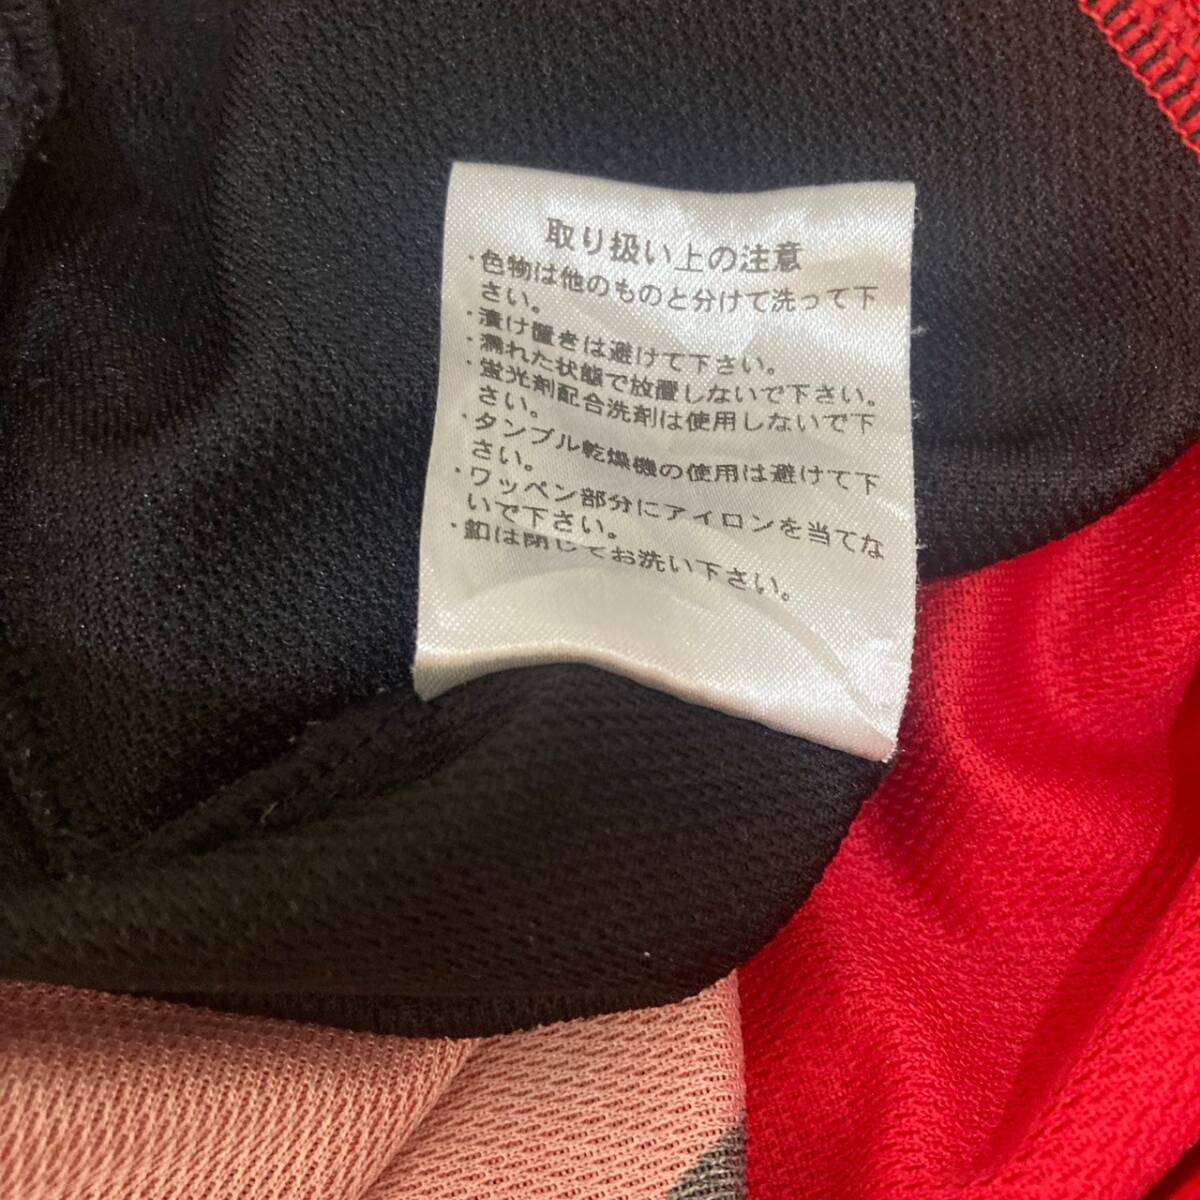 取り扱い上の注意
・色物は他のものと分けて洗って下
さい。
・漬け置きは避けて下さい。
・濡れた状態で放置しないで下さい。
・蛍光剤配合洗剤は使用しないで下
さい。
・タンブル乾燥機の使用は避けて下
さい。
・ワッペン部分にアイロンを当てな
いで下さい。
・釦は閉じてお洗い下さい。